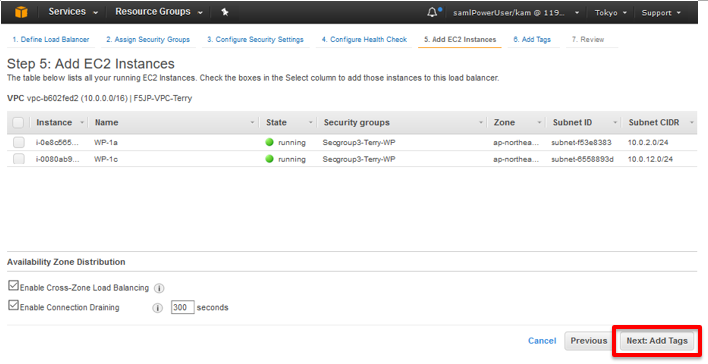 Services Resource Groups samlPowerUser/kam @ 119... Tokyo Support
1. Define Load Balancer 2. Assign Security Groups 3. Configure Security Settings 4. Configure Health Check 5. Add EC2 Instances 6. Add Tags 7. Review
Step 5: Add EC2 Instances
The table below lists all your running EC2 Instances. Check the boxes in the Select column to add those instances to this load balancer.
VPC vpc-b602fed2 (10.0.0.0/16) | F5JP-VPC-Terry
Instance Name State Security groups Zone Subnet ID Subnet CIDR
i-0e8c565... WP-1a running Secgroup3-Terry-WP ap-northea... subnet-f53e8383 10.0.2.0/24
i-0080ab9... WP-1c running Secgroup3-Terry-WP ap-northea... subnet-6558893d 10.0.12.0/24
Availability Zone Distribution
Enable Cross-Zone Load Balancing
Enable Connection Draining 300 seconds
Cancel Previous Next: Add Tags